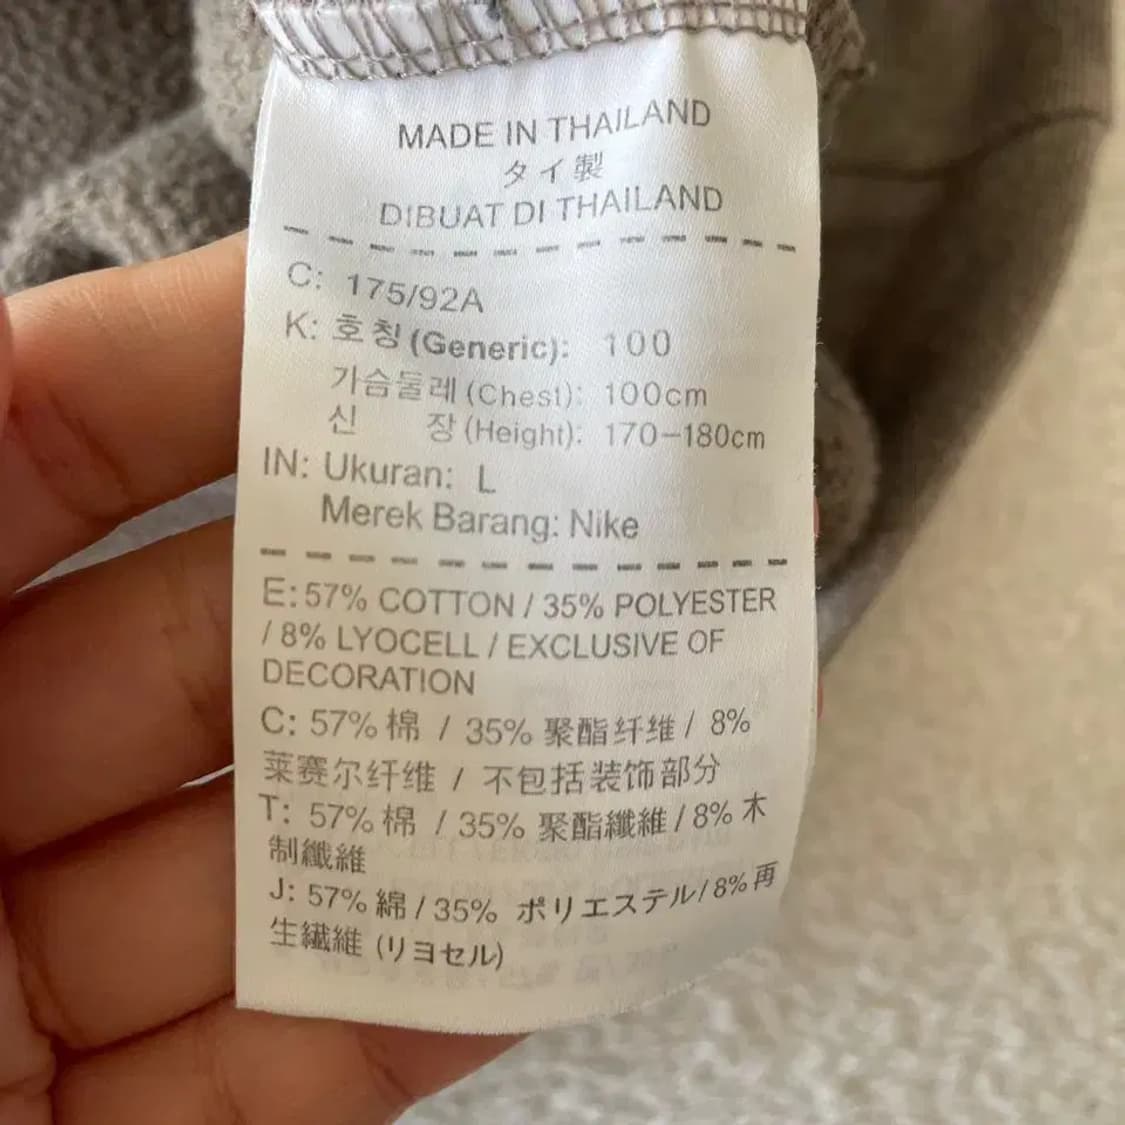 MADE IN THAILAND
タイ製
DIBUAT DI THAILAND
C: 175/92A
K: 호칭(Generic): 100
가슴둘레(Chest): 100cm
신 장(Height): 170-180cm
IN: Ukuran: L
Merek Barang: Nike
E:57% COTTON / 35% POLYESTER
/ 8% LYOCELL / EXCLUSIVE OF
DECORATION
C: 57% 棉 / 35% 聚酯纤维 / 8%
莱赛尔纤维 / 不包括装饰部分
T: 57% 棉 / 35% 聚酯纖維 / 8% 木
制纖維
J: 57% 綿 / 35% ポリエステル / 8% 再
生繊維 (リヨセル)